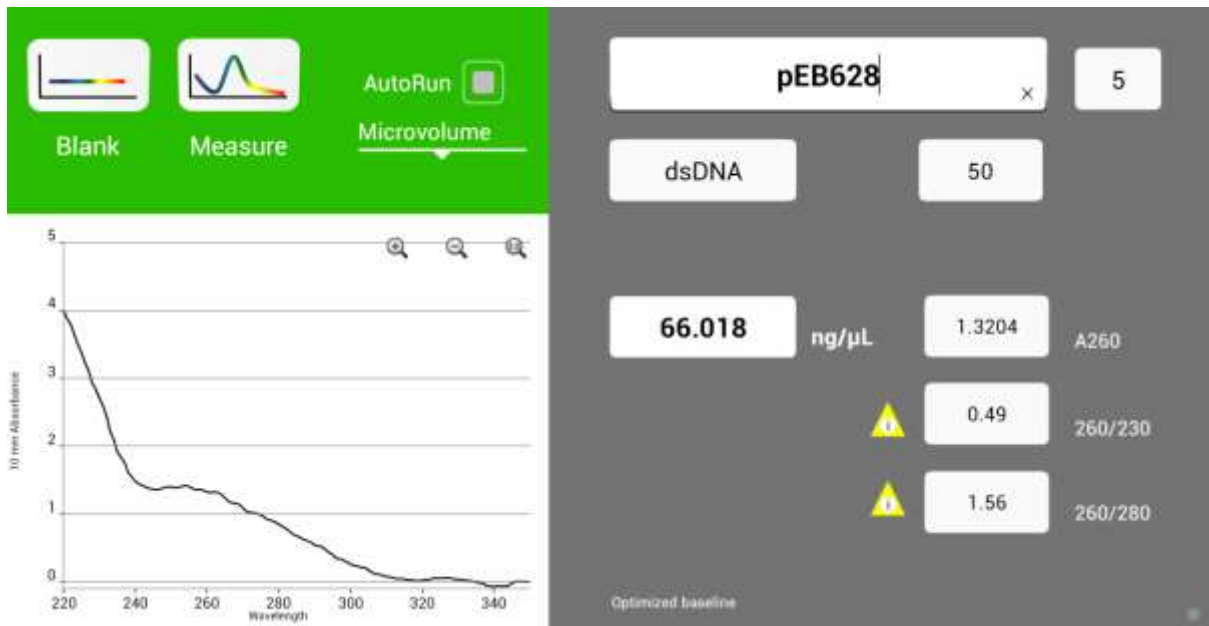 Blank
Measure
AutoRun
Microvolume
pEB628
×
5
dsDNA
50
66.018 ng/µL
1.3204 A260
0.49 260/230
1.56 260/280
Optimized baseline
10 mm Absorbance
5
4
3
2
1
0
220 240 260 280 300 320 340
Wavelength